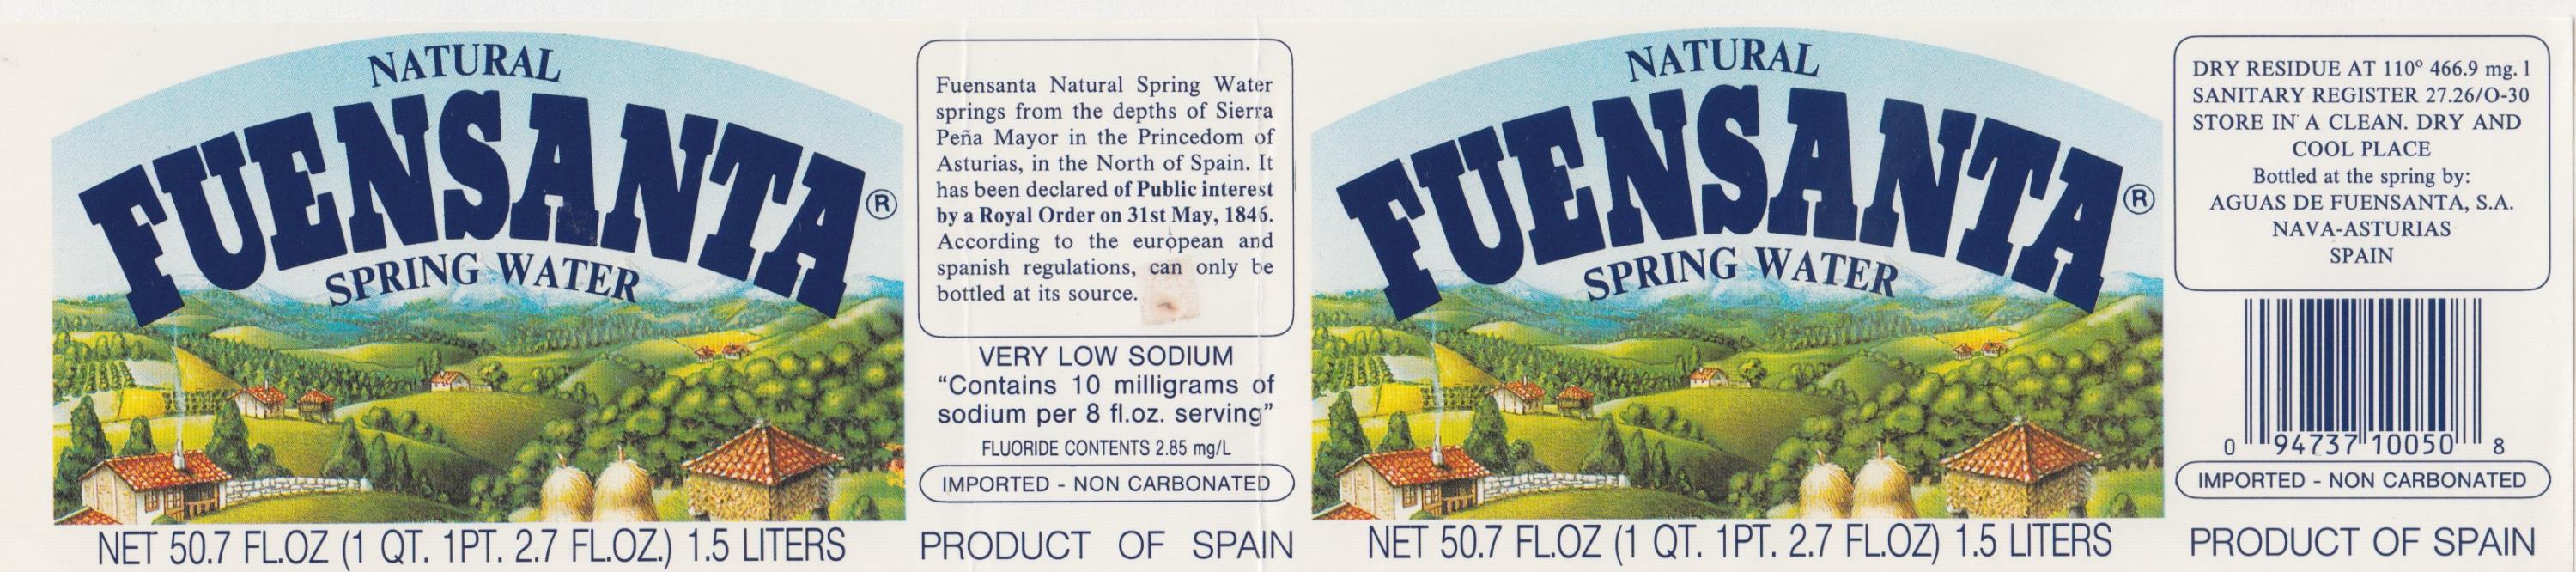 NATURAL
FUENSANTA®
SPRING WATER
NET 50.7 FL.OZ (1 QT. 1PT. 2.7 FL.OZ.) 1.5 LITERS
Fuensanta Natural Spring Water
springs from the depths of Sierra
Peña Mayor in the Princedom of
Asturias, in the North of Spain. It
has been declared of Public interest
by a Royal Order on 31st May, 1846.
According to the european and
spanish regulations, can only be
bottled at its source.
VERY LOW SODIUM
“Contains 10 milligrams of
sodium per 8 fl.oz. serving”
FLUORIDE CONTENTS 2.85 mg/L
IMPORTED - NON CARBONATED
PRODUCT OF SPAIN
NATURAL
FUENSANTA®
SPRING WATER
NET 50.7 FL.OZ (1 QT. 1PT. 2.7 FL.OZ) 1.5 LITERS
DRY RESIDUE AT 110º 466.9 mg. l
SANITARY REGISTER 27.26/O-30
STORE IN A CLEAN. DRY AND
COOL PLACE
Bottled at the spring by:
AGUAS DE FUENSANTA, S.A.
NAVA-ASTURIAS
SPAIN
0 94737 10050 8
IMPORTED - NON CARBONATED
PRODUCT OF SPAIN